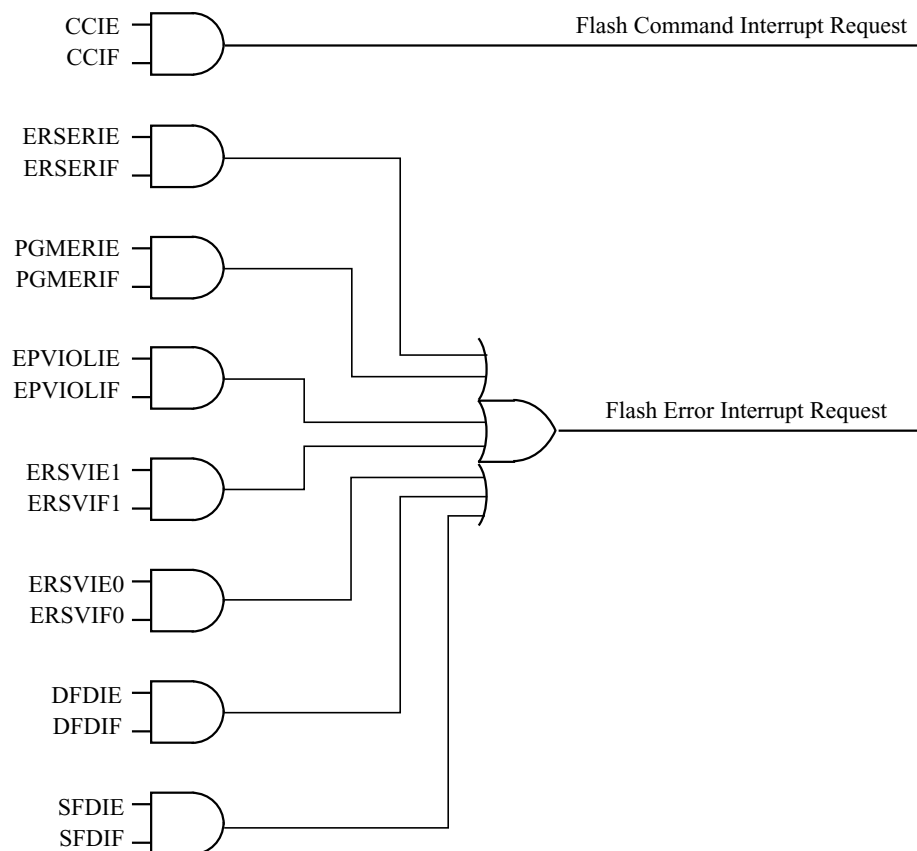 CCIE
CCIF
Flash Command Interrupt Request
ERSERIE
ERSERIF
PGMERIE
PGMERIF
EPVIOLIE
EPVIOLIF
Flash Error Interrupt Request
ERSVIE1
ERSVIF1
ERSVIE0
ERSVIF0
DFDIE
DFDIF
SFDIE
SFDIF